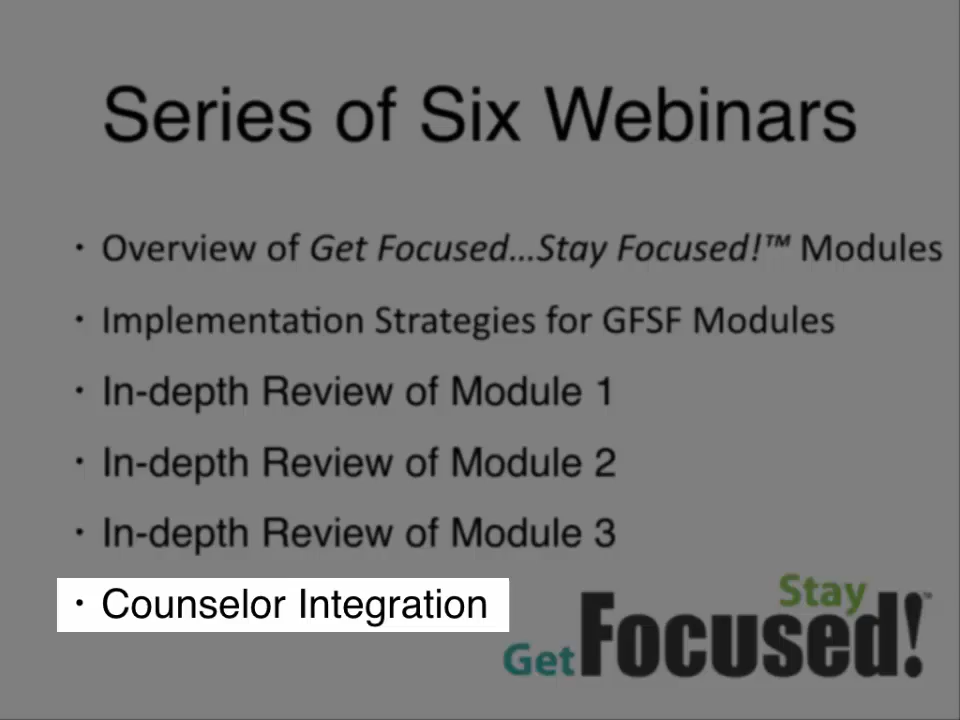 Series of Six Webinars
· Overview of Get Focused...Stay Focused!™ Modules
· Implementation Strategies for GFSF Modules
· In-depth Review of Module 1
· In-depth Review of Module 2
· In-depth Review of Module 3
· Counselor Integration
Stay
Get Focused!™